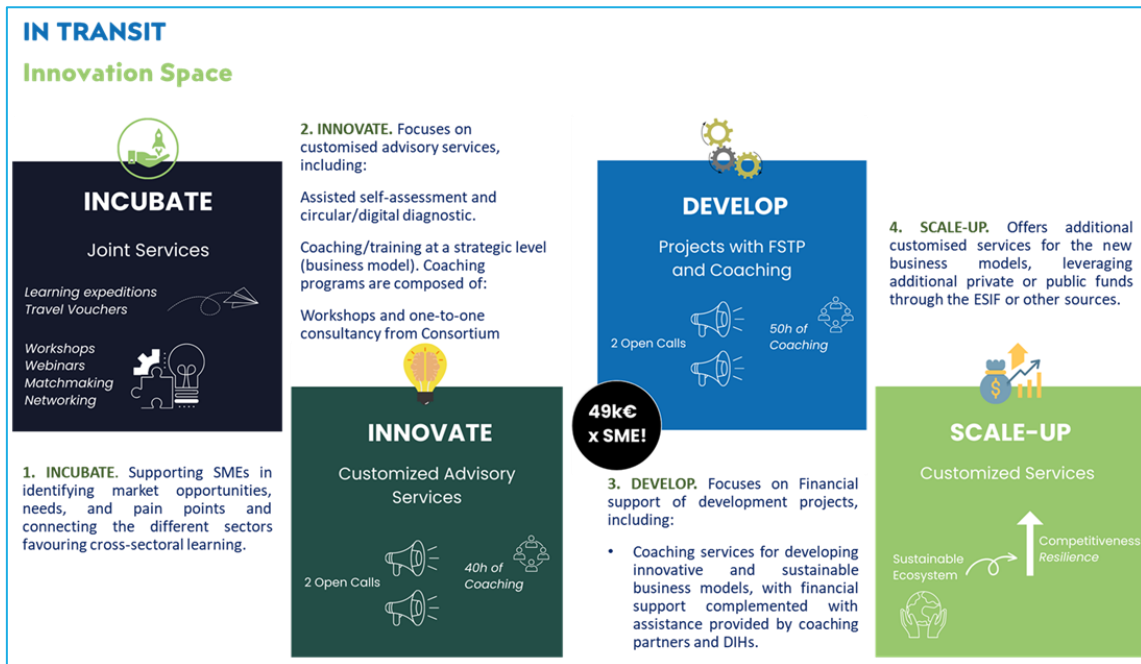 IN TRANSIT
Innovation Space
INCUBATE
Joint Services
Learning expeditions
Travel Vouchers
Workshops
Webinars
Matchmaking
Networking
1. INCUBATE. Supporting SMEs in
identifying market opportunities,
needs, and pain points and
connecting the different sectors
favouring cross-sectoral learning.
2. INNOVATE. Focuses on
customised advisory services,
including:
Assisted self-assessment and
circular/digital diagnostic.
Coaching/training at a strategic level
(business model). Coaching
programs are composed of:
Workshops and one-to-one
consultancy from Consortium
INNOVATE
Customized Advisory
Services
2 Open Calls
40h of
Coaching
DEVELOP
Projects with FSTP
and Coaching
2 Open Calls
50h of
Coaching
49k€
x SME!
3. DEVELOP. Focuses on Financial
support of development projects,
including:
• Coaching services for developing
innovative and sustainable
business models, with financial
support complemented with
assistance provided by coaching
partners and DIHs.
4. SCALE-UP. Offers additional
customised services for the new
business models, leveraging
additional private or public funds
through the ESIF or other sources.
$
SCALE-UP
Customized Services
Competitiveness
Resilience
Sustainable
Ecosystem